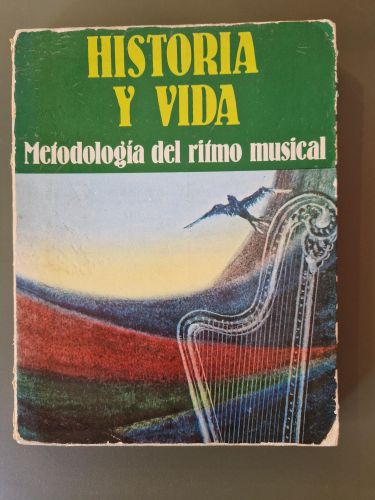 HISTORIA
Y VIDA
Metodología del ritmo musical